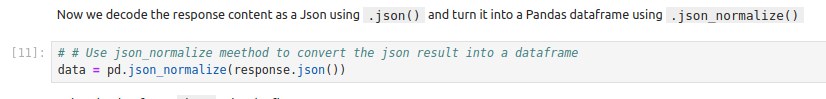 Now we decode the response content as a Json using .json() and turn it into a Pandas dataframe using .json_normalize()
[11]: # # Use json_normalize meethod to convert the json result into a dataframe
data = pd.json_normalize(response.json())